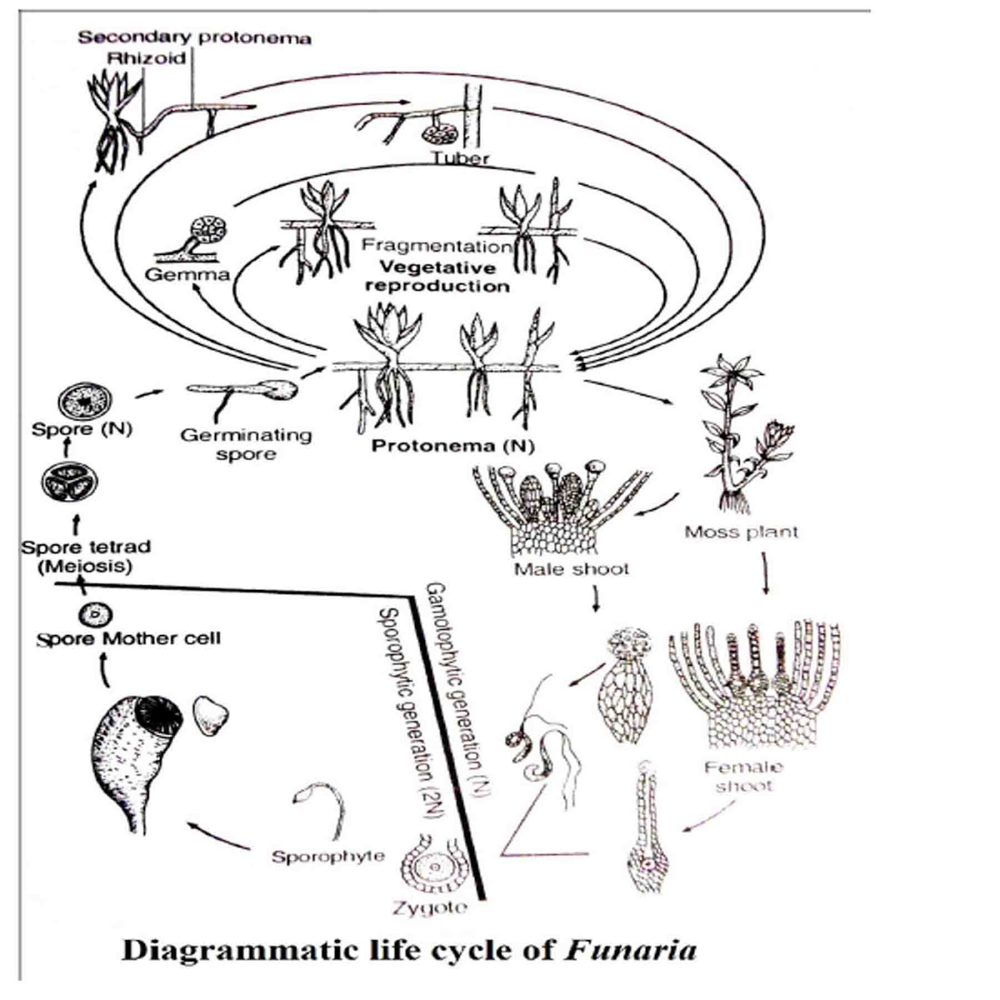 Secondary protonema
Rhizoid
Tuber
Gemma
Fragmentation
Vegetative
reproduction
Spore (N)
Germinating
spore
Protonema (N)
Moss plant
Male shoot
Spore tetrad
(Meiosis)
Spore Mother cell
Gamotophytic generation (N)
Sporophytic generation (2N)
Female
shoot
Sporophyte
Zygote
Diagrammatic life cycle of Funaria